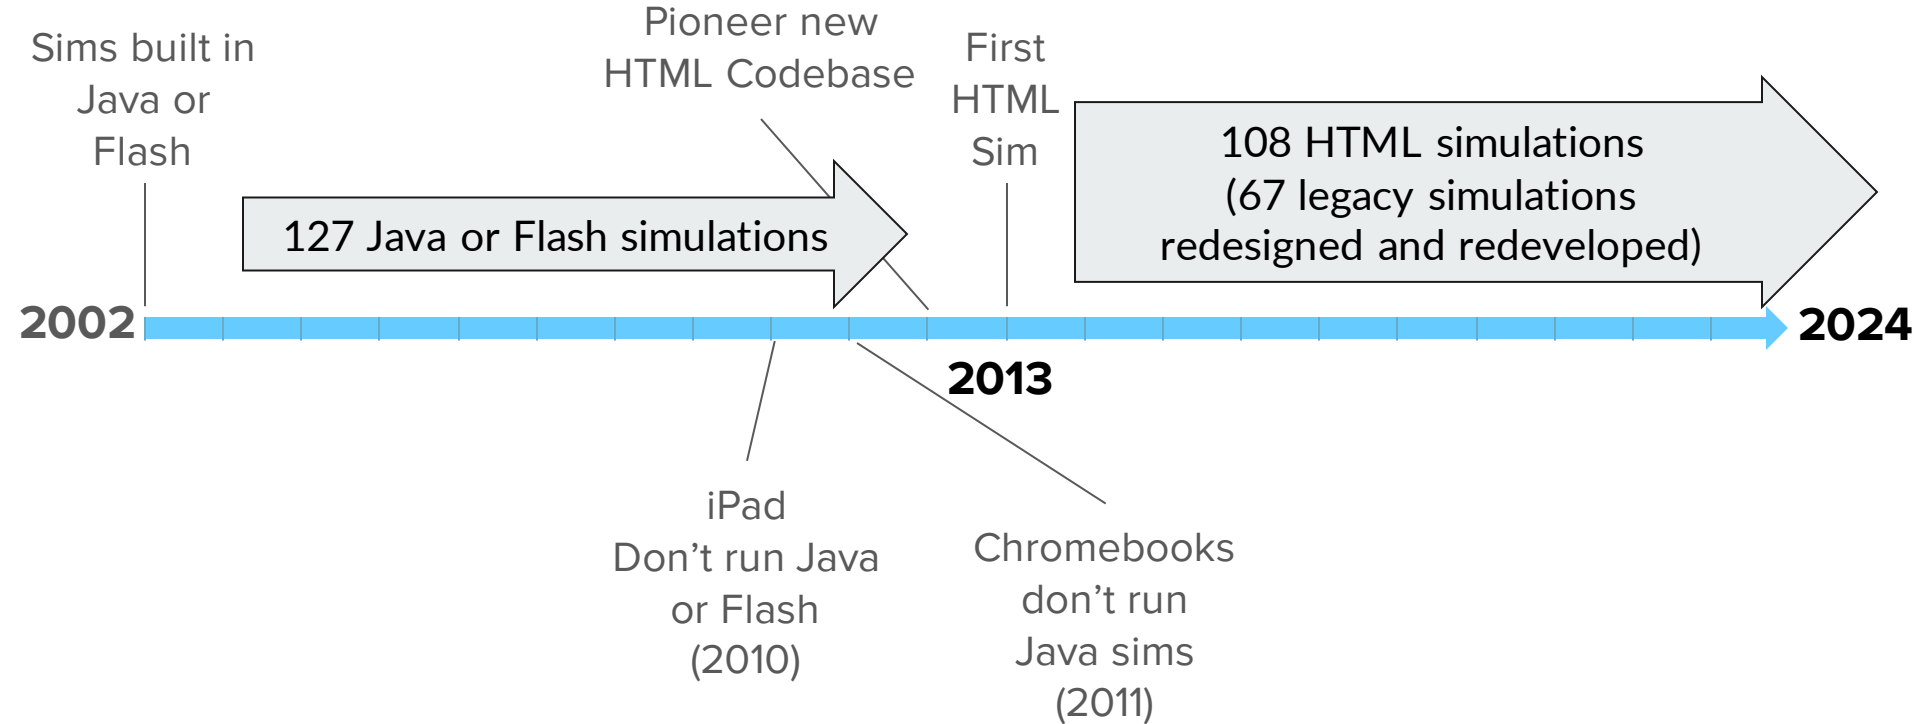 Sims built in
Java or
Flash
Pioneer new
HTML Codebase
First
HTML
Sim
108 HTML simulations
(67 legacy simulations
redesigned and redeveloped)
127 Java or Flash simulations
2002
2024
2013
iPad
Don’t run Java
or Flash
(2010)
Chromebooks
don’t run
Java sims
(2011)